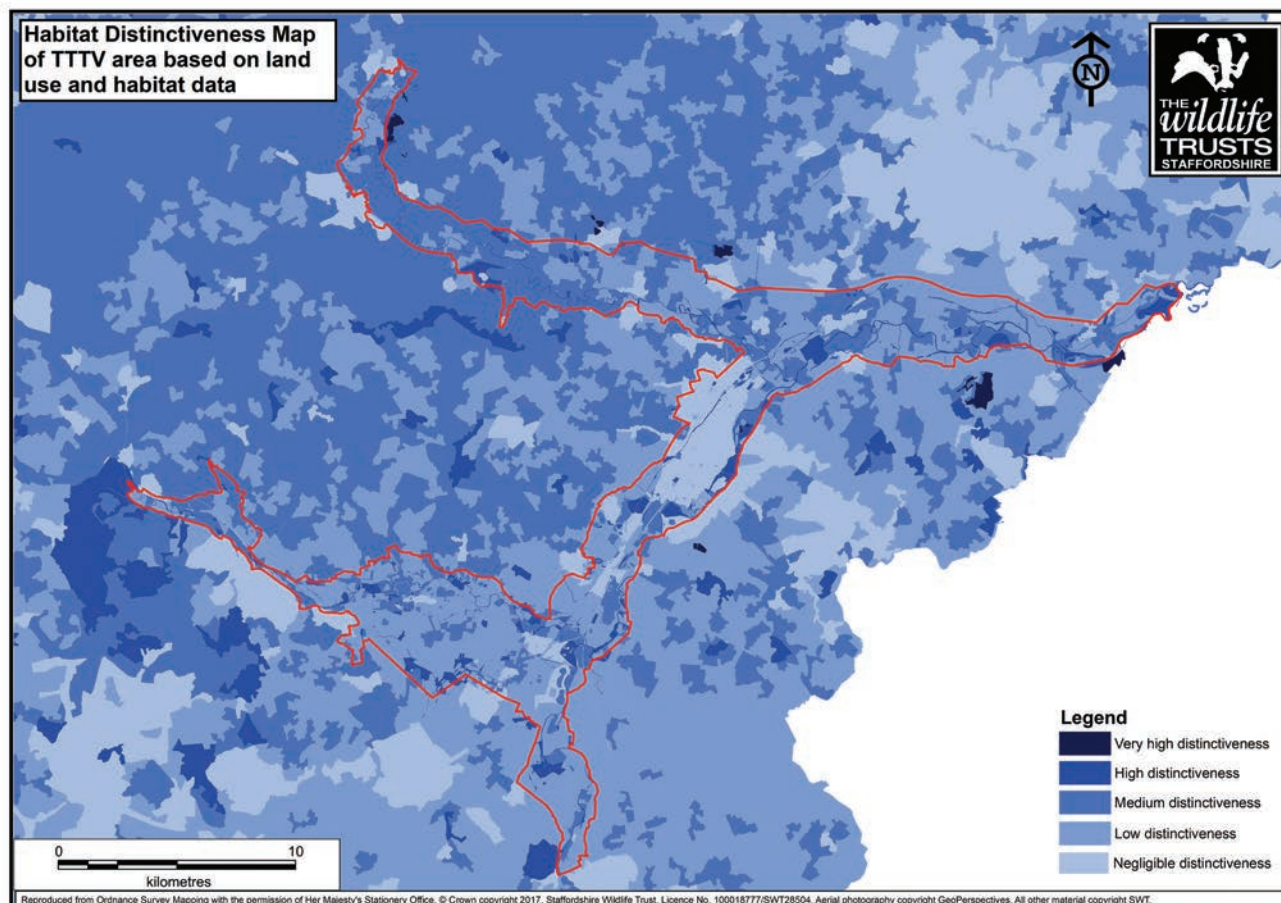 Habitat Distinctiveness Map
of TTTV area based on land
use and habitat data
N
THE
wildlife
TRUSTS
STAFFORDSHIRE
Legend
Very high distinctiveness
High distinctiveness
Medium distinctiveness
Low distinctiveness
Negligible distinctiveness
0 10
kilometres
Reproduced from Ordnance Survey Mapping with the permission of Her Majesty's Stationery Office. © Crown copyright 2017. Staffordshire Wildlife Trust. Licence No. 100018777/SWT28504. Aerial photography copyright GeoPerspectives. All other material copyright SWT.